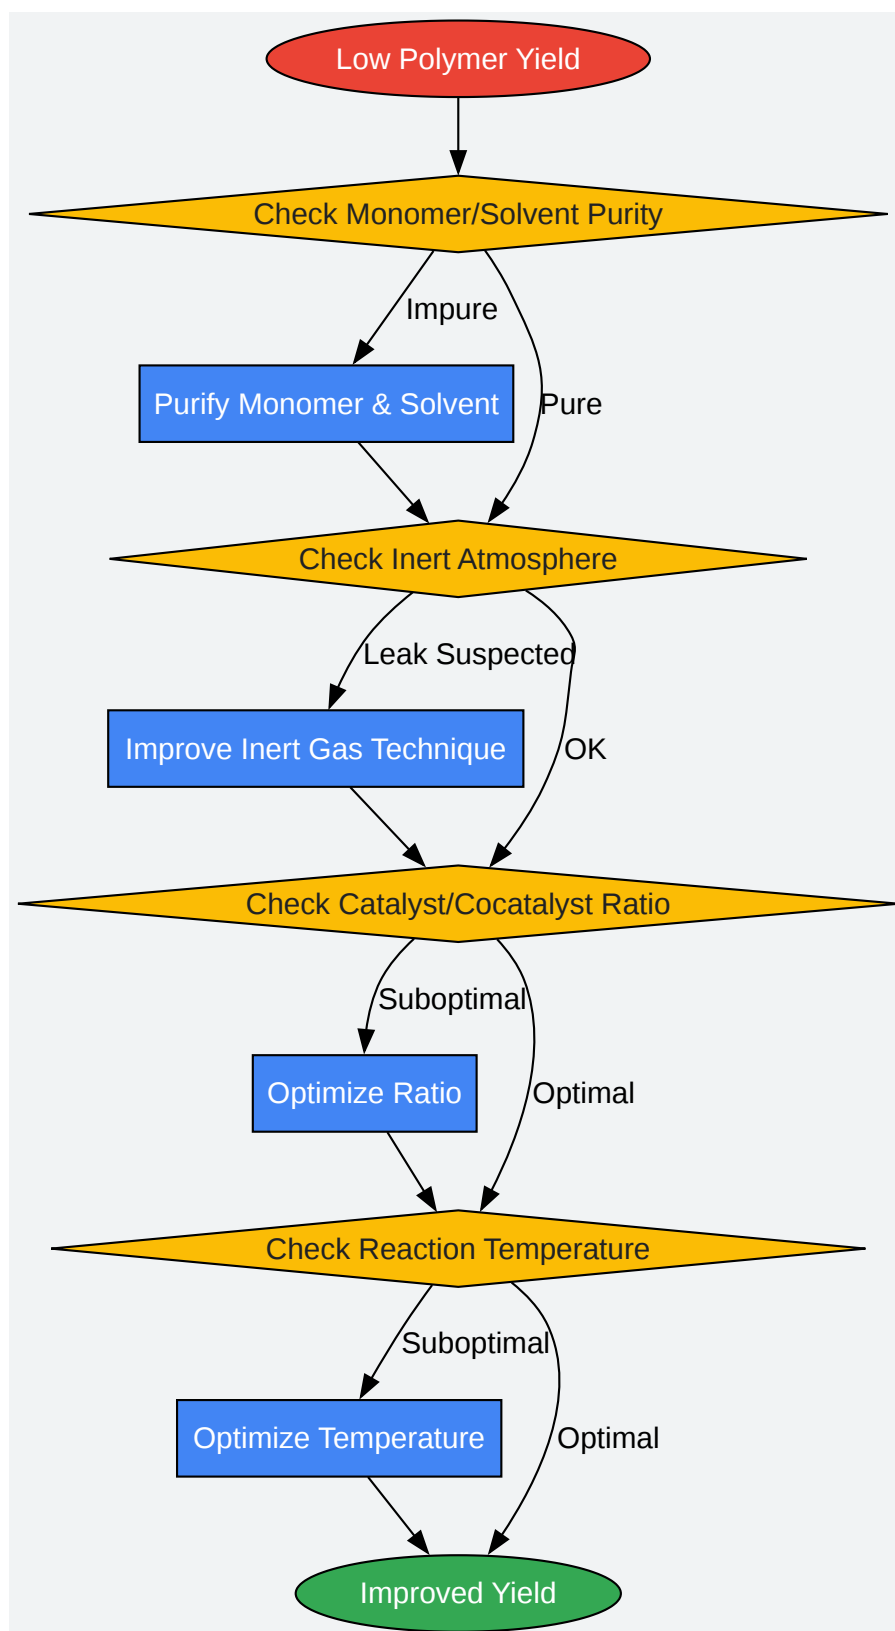 Low Polymer Yield
Check Monomer/Solvent Purity
Impure
Purify Monomer & Solvent
Pure
Check Inert Atmosphere
Leak Suspected
Improve Inert Gas Technique
OK
Check Catalyst/Cocatalyst Ratio
Suboptimal
Optimize Ratio
Optimal
Check Reaction Temperature
Suboptimal
Optimize Temperature
Optimal
Improved Yield